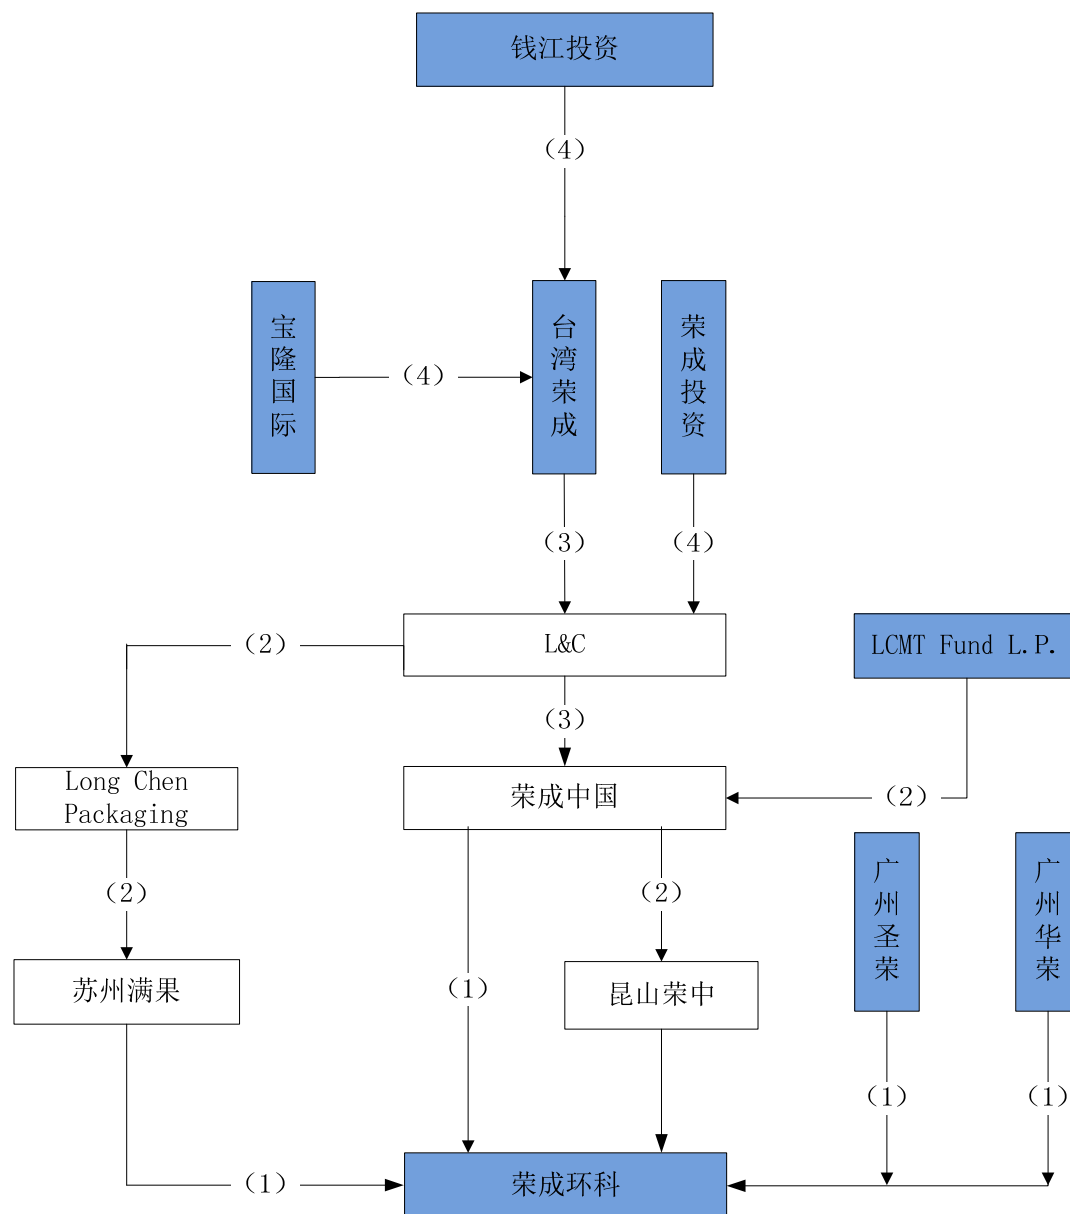 钱江投资
（4）
宝隆国际
（4）
台湾荣成
荣成投资
（3）
（4）
（2）
L&C
LCMT Fund L.P.
（3）
Long Chen
Packaging
荣成中国
（2）
（2）
（2）
广州圣荣
广州华荣
苏州满果
（1）
昆山荣中
（1）
（1）
（1）
荣成环科